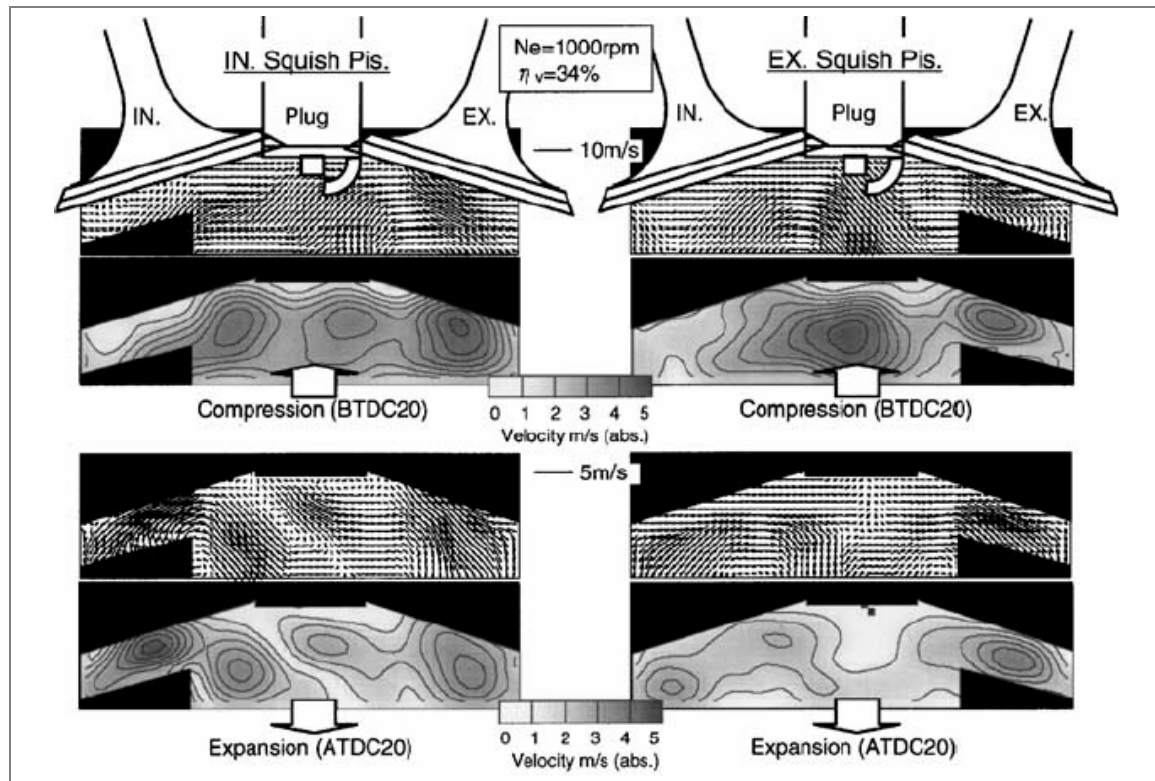 IN. Squish Pis.
Ne=1000rpm
ηv=34%
EX. Squish Pis.
IN.
Plug
EX.
IN.
Plug
EX.
10m/s
Compression (BTDC20)
0 1 2 3 4 5
Velocity m/s (abs.)
Compression (BTDC20)
5m/s
Expansion (ATDC20)
0 1 2 3 4 5
Velocity m/s (abs.)
Expansion (ATDC20)